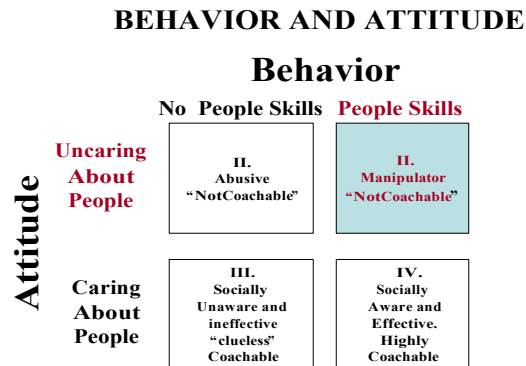 BEHAVIOR AND ATTITUDE
Behavior
No People Skills
People Skills
Attitude
Uncaring
About
People
II.
Abusive
“NotCoachable”
II.
Manipulator
“NotCoachable”
Caring
About
People
III.
Socially
Unaware and
ineffective
“clueless”
Coachable
IV.
Socially
Aware and
Effective.
Highly
Coachable